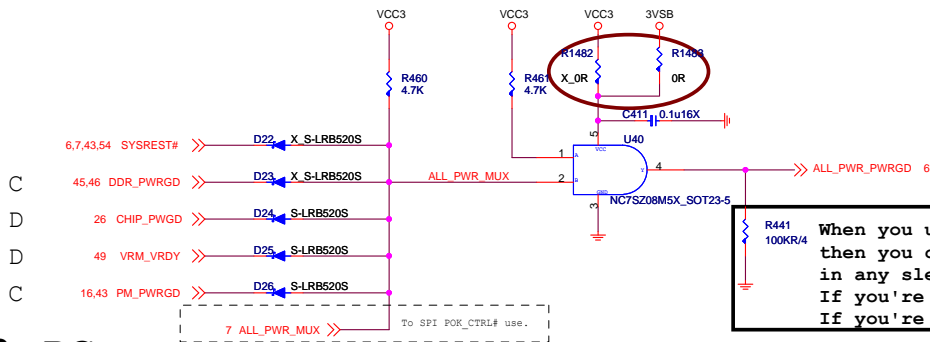 VCC3 VCC3 VCC3 3VSB
R1482 R1483
R460 R461 X_0R 0R
4.7K 4.7K
C411 0.1u16X
5 U40
6,7,43,54 SYSREST# D22 X_S-LRB520S
VCC
1 A
4
Y ALL_PWR_PWRGD 6
C 45,46 DDR_PWRGD D23 X_S-LRB520S ALL_PWR_MUX 2 B
GND
NC7SZ08M5X_SOT23-5
3
D 26 CHIP_PWGD D24 S-LRB520S
R441
100KR/4
When you u
then you c
in any sle
If you're
If you're
D 49 VRM_VRDY D25 S-LRB520S
C 16,43 PM_PWRGD D26 S-LRB520S
7 ALL_PWR_MUX To SPI POK_CTRL# use.